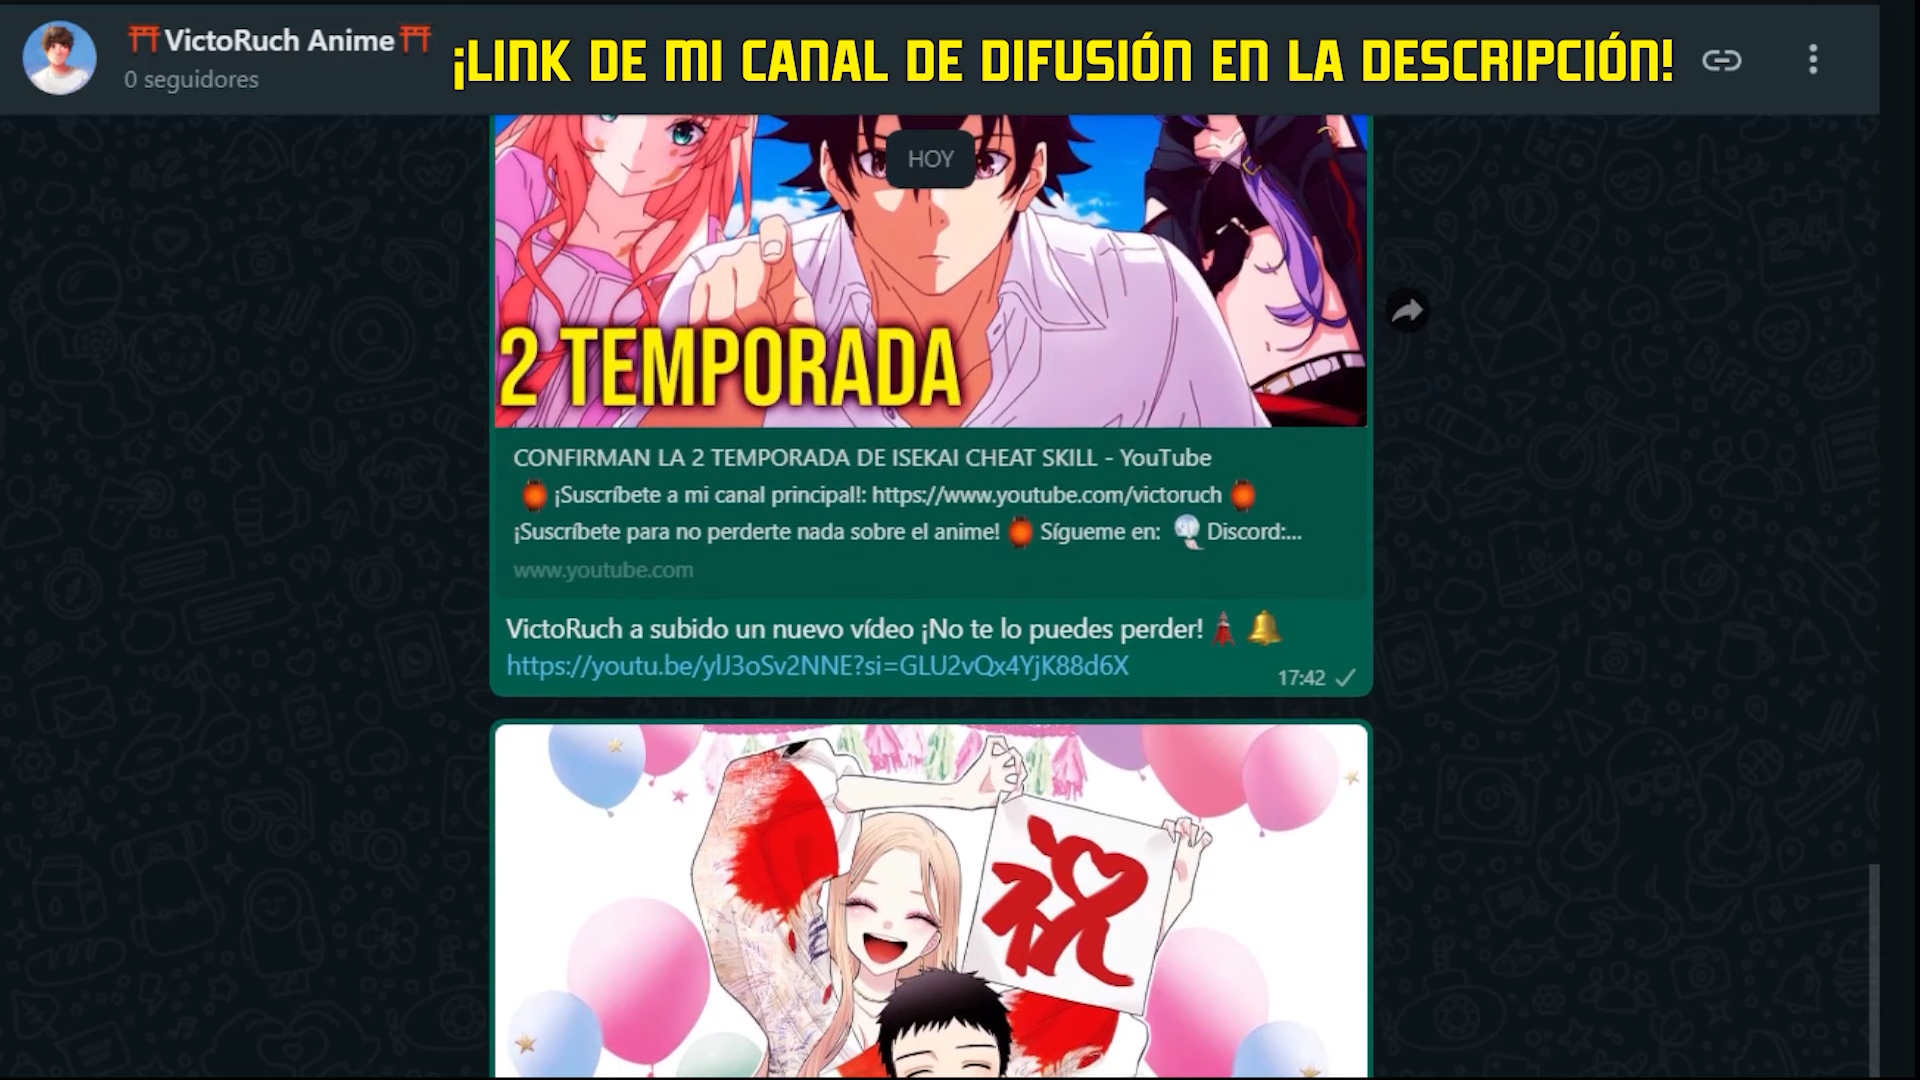 VictoRuch Anime
0 seguidores
¡LINK DE MI CANAL DE DIFUSIÓN EN LA DESCRIPCIÓN!
HOY
2 TEMPORADA
CONFIRMAN LA 2 TEMPORADA DE ISEKAI CHEAT SKILL - YouTube
¡Suscríbete a mi canal principal!: https://www.youtube.com/victoruch
¡Suscríbete para no perderte nada sobre el anime! Sígueme en: Discord:...
www.youtube.com
VictoRuch a subido un nuevo vídeo ¡No te lo puedes perder!
https://youtu.be/ylJ3oSv2NNE?si=GLU2vQx4YjK88d6X
17:42
祝